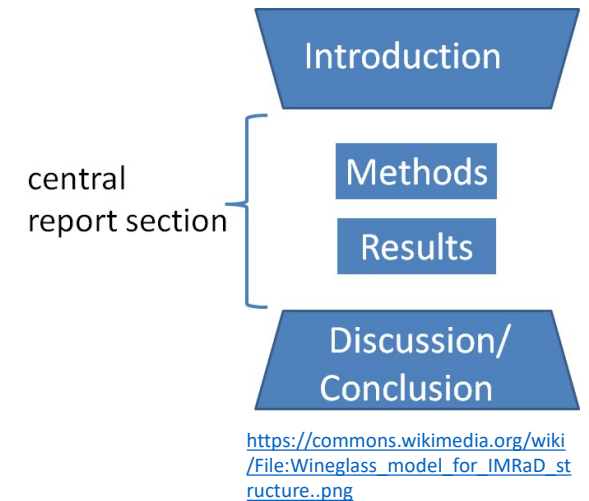 Introduction
central
report section
Methods
Results
Discussion/
Conclusion
https://commons.wikimedia.org/wiki
/File:Wineglass_model_for_IMRaD_st
ructure..png